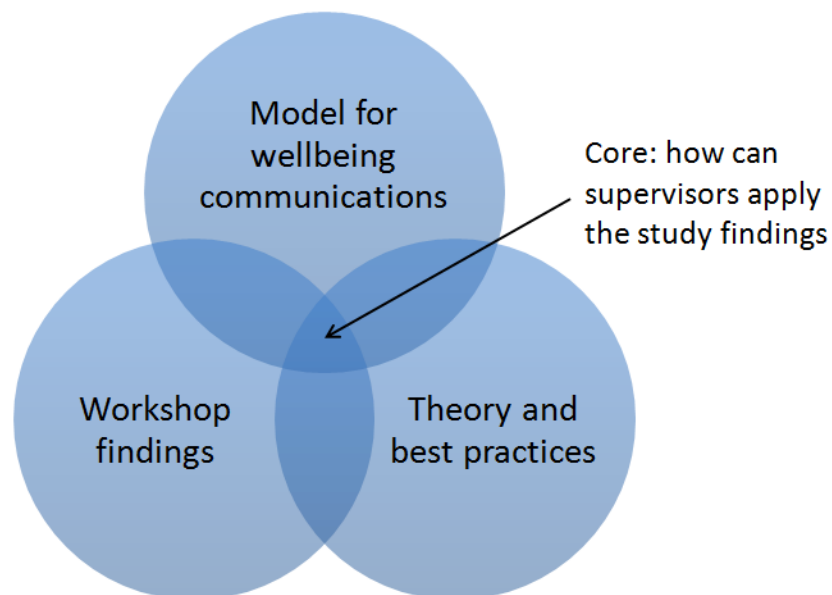 Model for
wellbeing
communications
Core: how can
supervisors apply
the study findings
Workshop
findings
Theory and
best practices